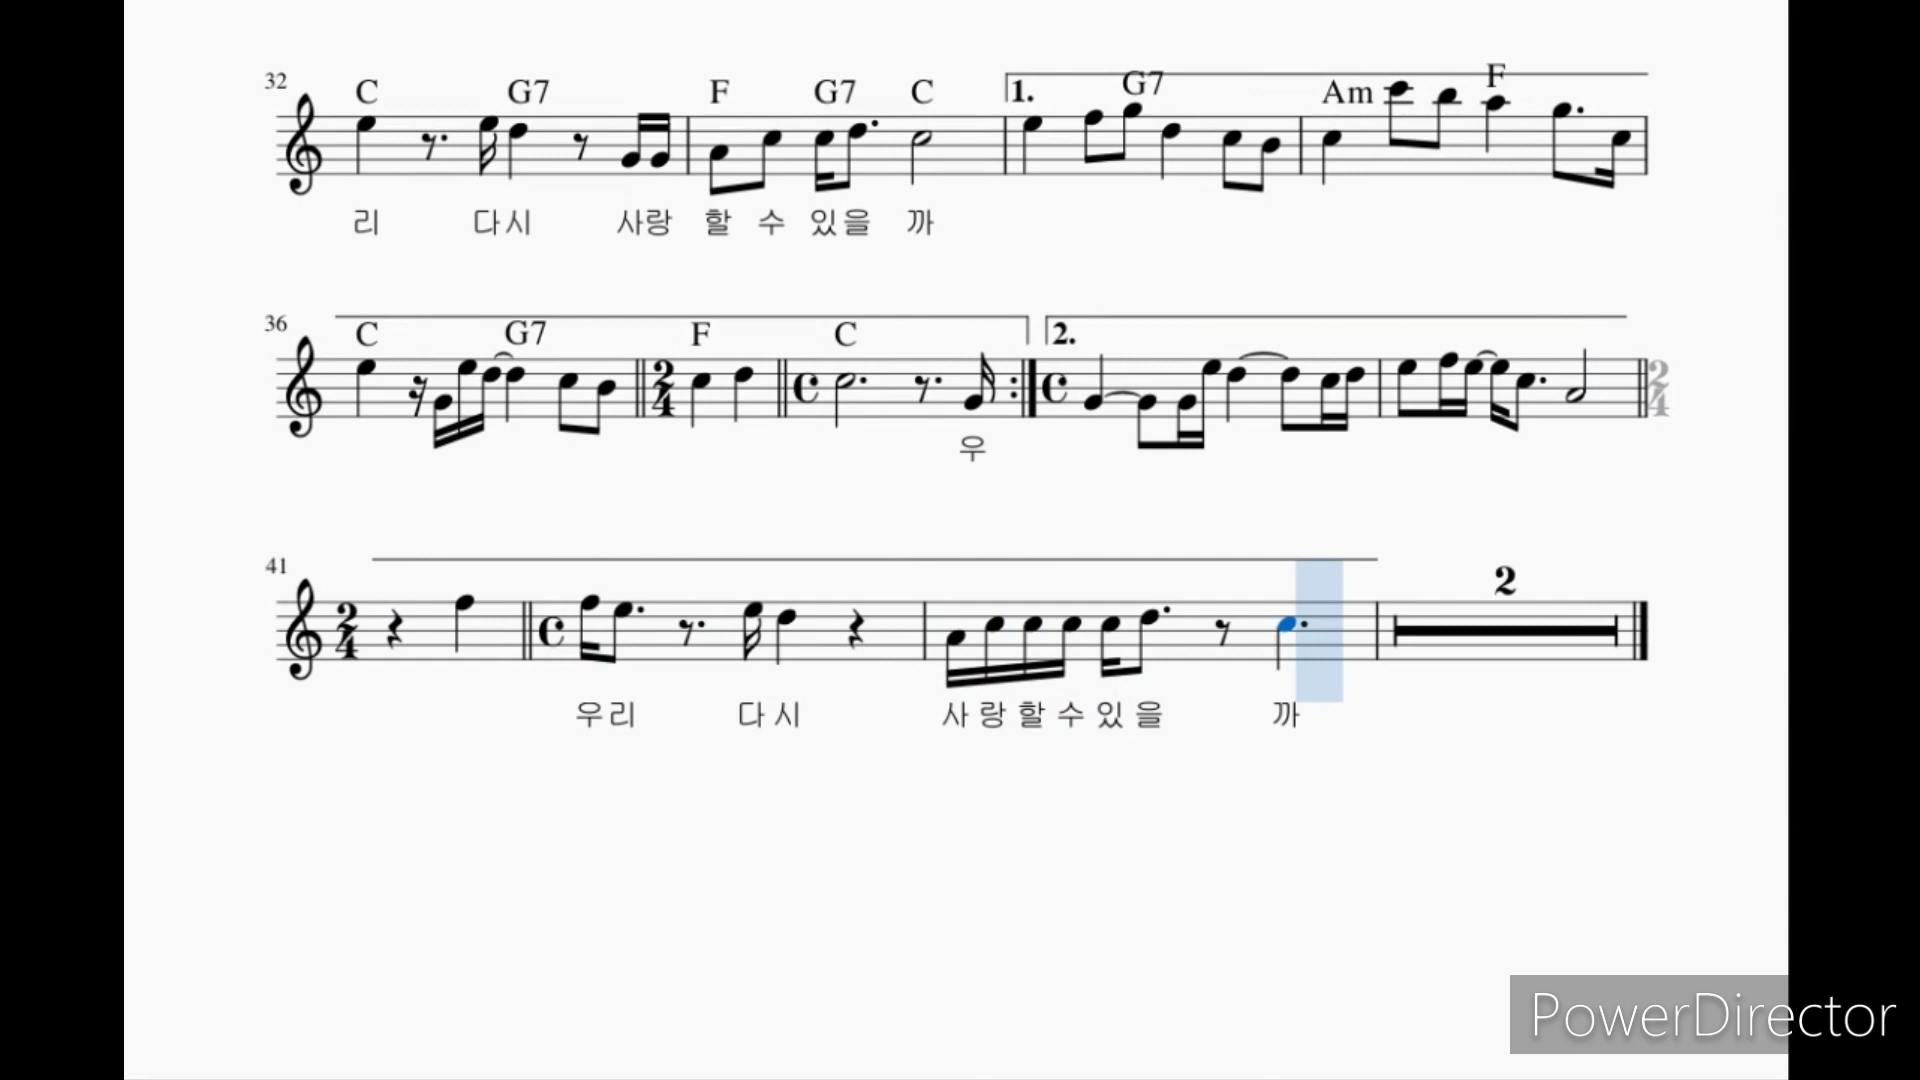 32 C G7 F G7 C 1. G7 Am F
리 다시 사랑 할 수 있을 까
36 C G7 2/4 F C 2. 2/4
우
41 2/4 2
우리 다시 사랑할수있을 까
PowerDirector